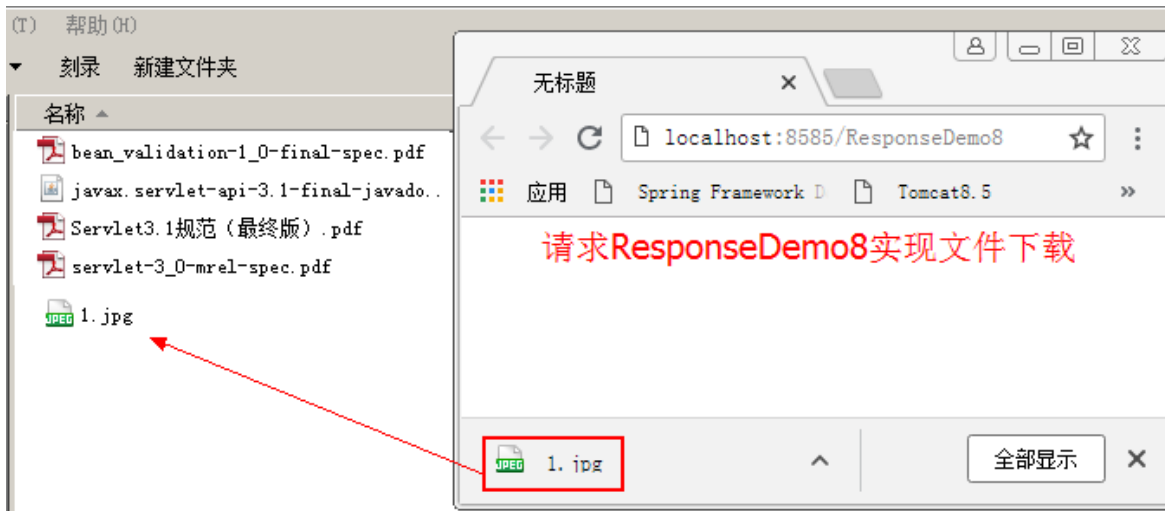 (T) 帮助(H)
刻录 新建文件夹
名称
bean_validation-1_0-final-spec.pdf
javax.servlet-api-3.1-final-javado..
Servlet3.1规范（最终版）.pdf
servlet-3_0-mrel-spec.pdf
1.jpg
无标题
localhost:8585/ResponseDemo8
应用 Spring Framework D Tomcat8.5 »
请求ResponseDemo8实现文件下载
1.jpg
全部显示